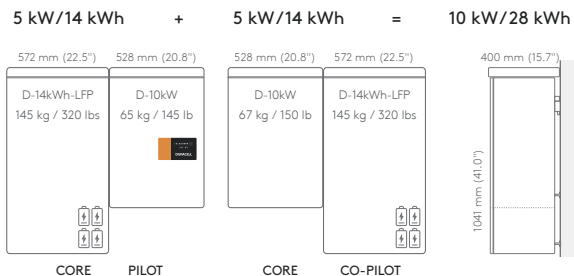 5 kW/14 kWh + 5 kW/14 kWh = 10 kW/28 kWh
572 mm (22.5") 528 mm (20.8") 528 mm (20.8") 572 mm (22.5") 400 mm (15.7")
D-14kWh-LFP D-10kW D-10kW D-14kWh-LFP
145 kg / 320 lbs 65 kg / 145 lb 67 kg / 150 lb 145 kg / 320 lbs
DURACELL
1041 mm (41.0")
CORE PILOT CORE CO-PILOT